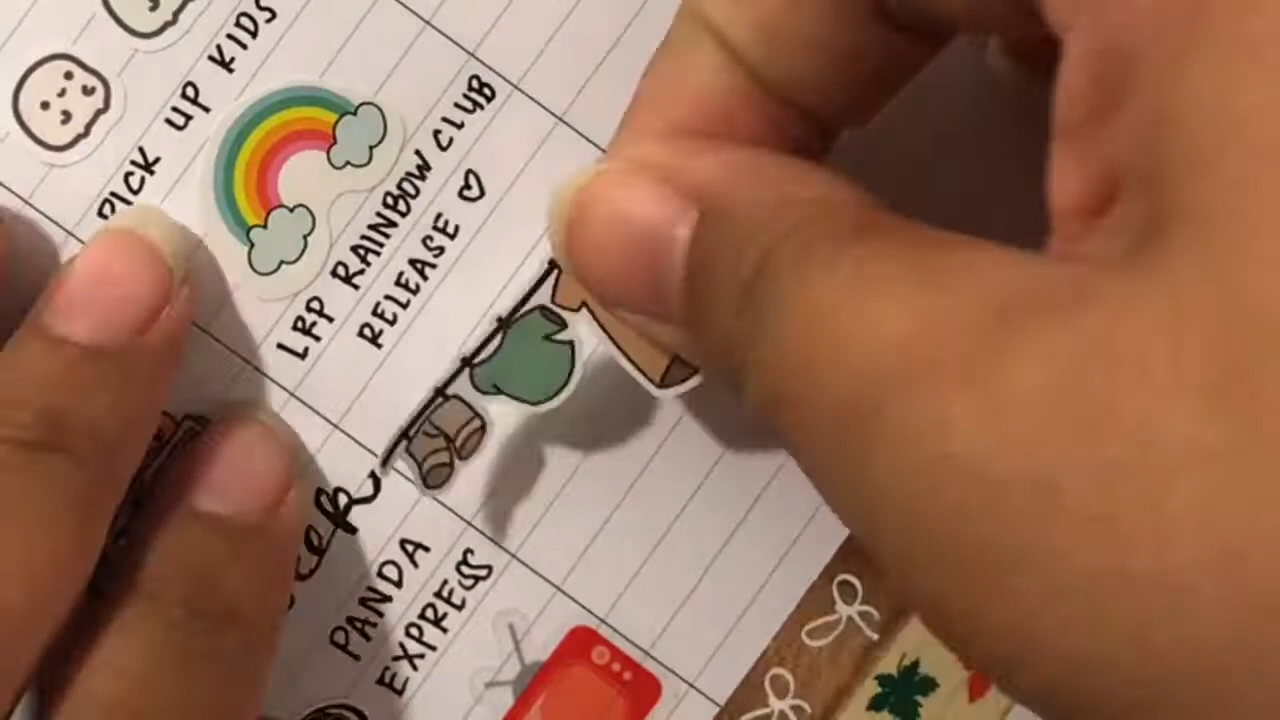 PICK UP KIDS
LRP RAINBOW CLUB
RELEASE ♡
PANDA
EXPRESS